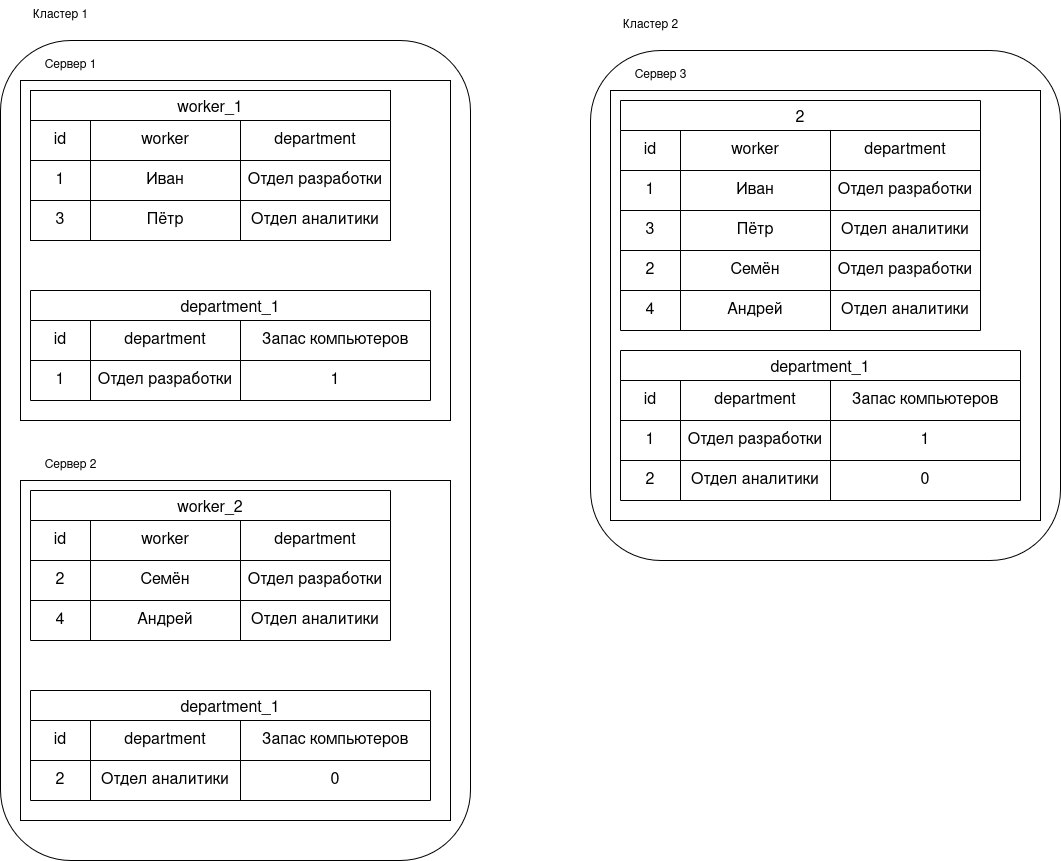 Кластер 1
Сервер 1
worker_1
id worker department
1 Иван Отдел разработки
3 Пётр Отдел аналитики
department_1
id department Запас компьютеров
1 Отдел разработки 1
Сервер 2
worker_2
id worker department
2 Семён Отдел разработки
4 Андрей Отдел аналитики
department_1
id department Запас компьютеров
2 Отдел аналитики 0
Кластер 2
Сервер 3
2
id worker department
1 Иван Отдел разработки
3 Пётр Отдел аналитики
2 Семён Отдел разработки
4 Андрей Отдел аналитики
department_1
id department Запас компьютеров
1 Отдел разработки 1
2 Отдел аналитики 0